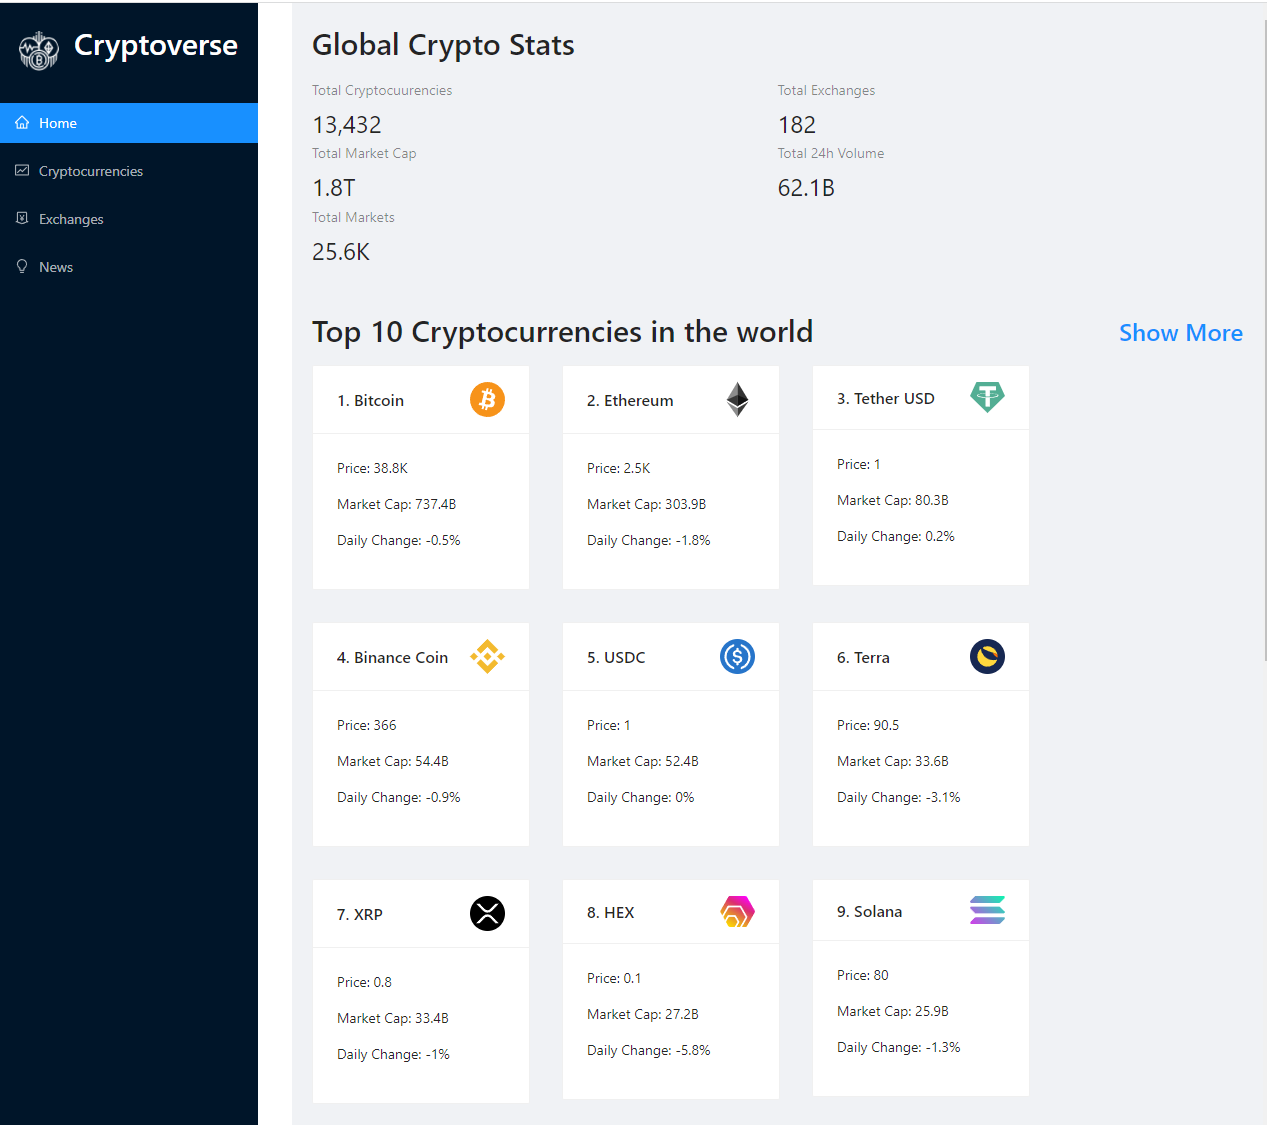 Cryptoverse
Home
Cryptocurrencies
Exchanges
News
Global Crypto Stats
Total Cryptocuurencies
13,432
Total Exchanges
182
Total Market Cap
1.8T
Total 24h Volume
62.1B
Total Markets
25.6K
Top 10 Cryptocurrencies in the world
Show More
1. Bitcoin
Price: 38.8K
Market Cap: 737.4B
Daily Change: -0.5%
2. Ethereum
Price: 2.5K
Market Cap: 303.9B
Daily Change: -1.8%
3. Tether USD
Price: 1
Market Cap: 80.3B
Daily Change: 0.2%
4. Binance Coin
Price: 366
Market Cap: 54.4B
Daily Change: -0.9%
5. USDC
Price: 1
Market Cap: 52.4B
Daily Change: 0%
6. Terra
Price: 90.5
Market Cap: 33.6B
Daily Change: -3.1%
7. XRP
Price: 0.8
Market Cap: 33.4B
Daily Change: -1%
8. HEX
Price: 0.1
Market Cap: 27.2B
Daily Change: -5.8%
9. Solana
Price: 80
Market Cap: 25.9B
Daily Change: -1.3%